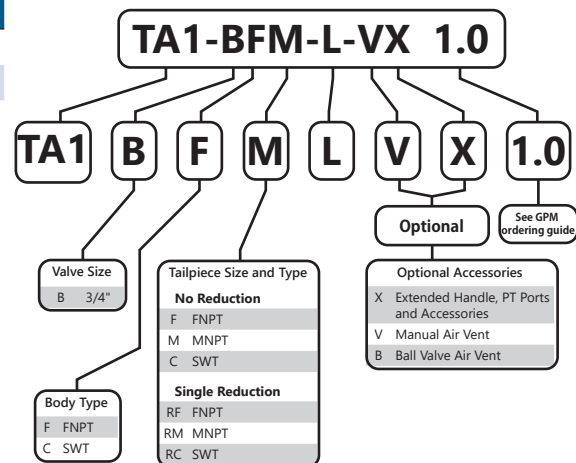 TA1-BFM-L-VX 1.0
TA1 B F M L V X 1.0
Optional
See GPM
ordering guide
Valve Size
B 3/4"
Tailpiece Size and Type
No Reduction
F FNPT
M MNPT
C SWT
Single Reduction
RF FNPT
RM MNPT
RC SWT
Optional Accessories
X Extended Handle, PT Ports
and Accessories
V Manual Air Vent
B Ball Valve Air Vent
Body Type
F FNPT
C SWT